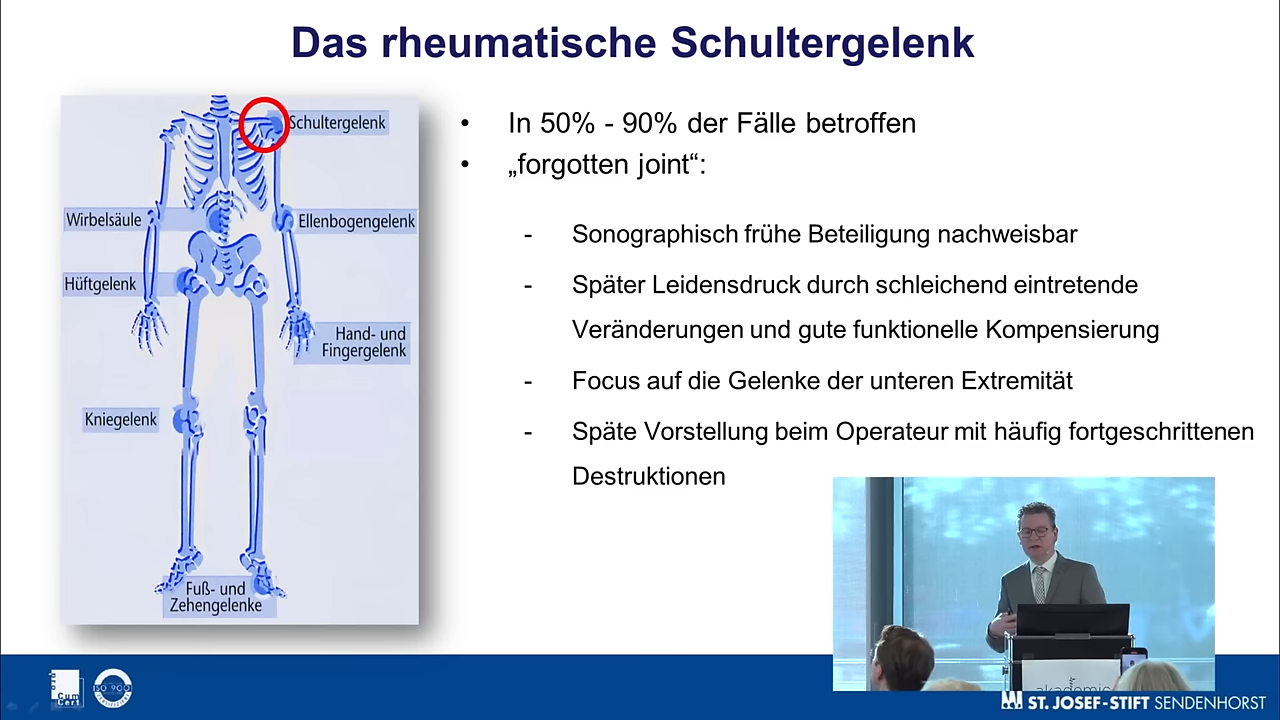 Das rheumatische Schultergelenk
Schultergelenk
Wirbelsäule
Ellenbogengelenk
Hüftgelenk
Hand- und
Fingergelenk
Kniegelenk
Fuß- und
Zehengelenke
• In 50% - 90% der Fälle betroffen
• „forgotten joint“:
- Sonographisch frühe Beteiligung nachweisbar
- Später Leidensdruck durch schleichend eintretende
Veränderungen und gute funktionelle Kompensierung
- Focus auf die Gelenke der unteren Extremität
- Späte Vorstellung beim Operateur mit häufig fortgeschrittenen
Destruktionen
Cum
Cert
ISO 9001
ST. JOSEF-STIFT SENDENHORST